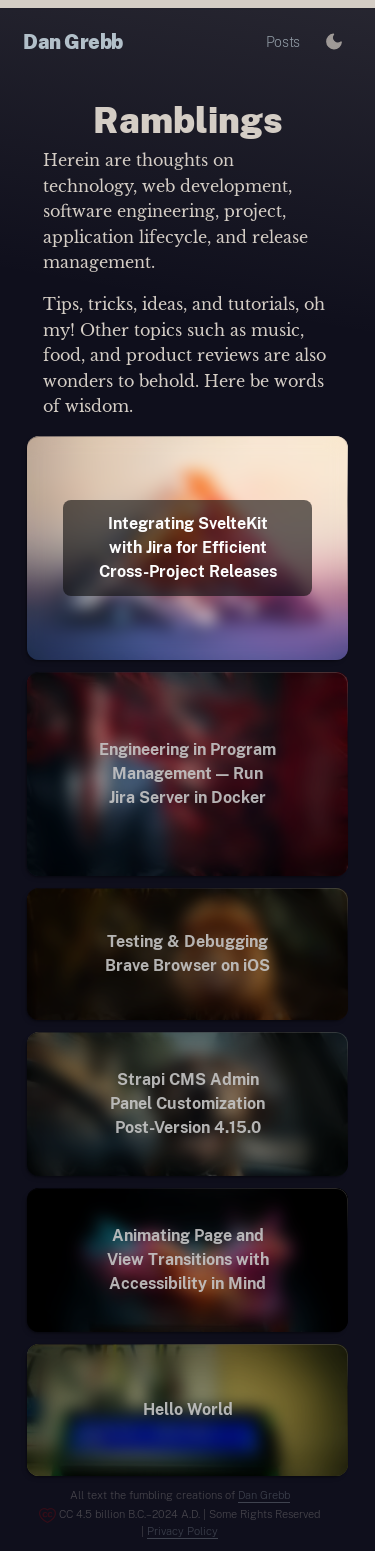 Dan Grebb
Posts
Ramblings
Herein are thoughts on
technology, web development,
software engineering, project,
application lifecycle, and release
management.
Tips, tricks, ideas, and tutorials, oh
my! Other topics such as music,
food, and product reviews are also
wonders to behold. Here be words
of wisdom.
Integrating SvelteKit
with Jira for Efficient
Cross-Project Releases
Engineering in Program
Management — Run
Jira Server in Docker
Testing & Debugging
Brave Browser on iOS
Strapi CMS Admin
Panel Customization
Post-Version 4.15.0
Animating Page and
View Transitions with
Accessibility in Mind
Hello World
All text the fumbling creations of Dan Grebb
CC 4.5 billion B.C.–2024 A.D. | Some Rights Reserved
| Privacy Policy